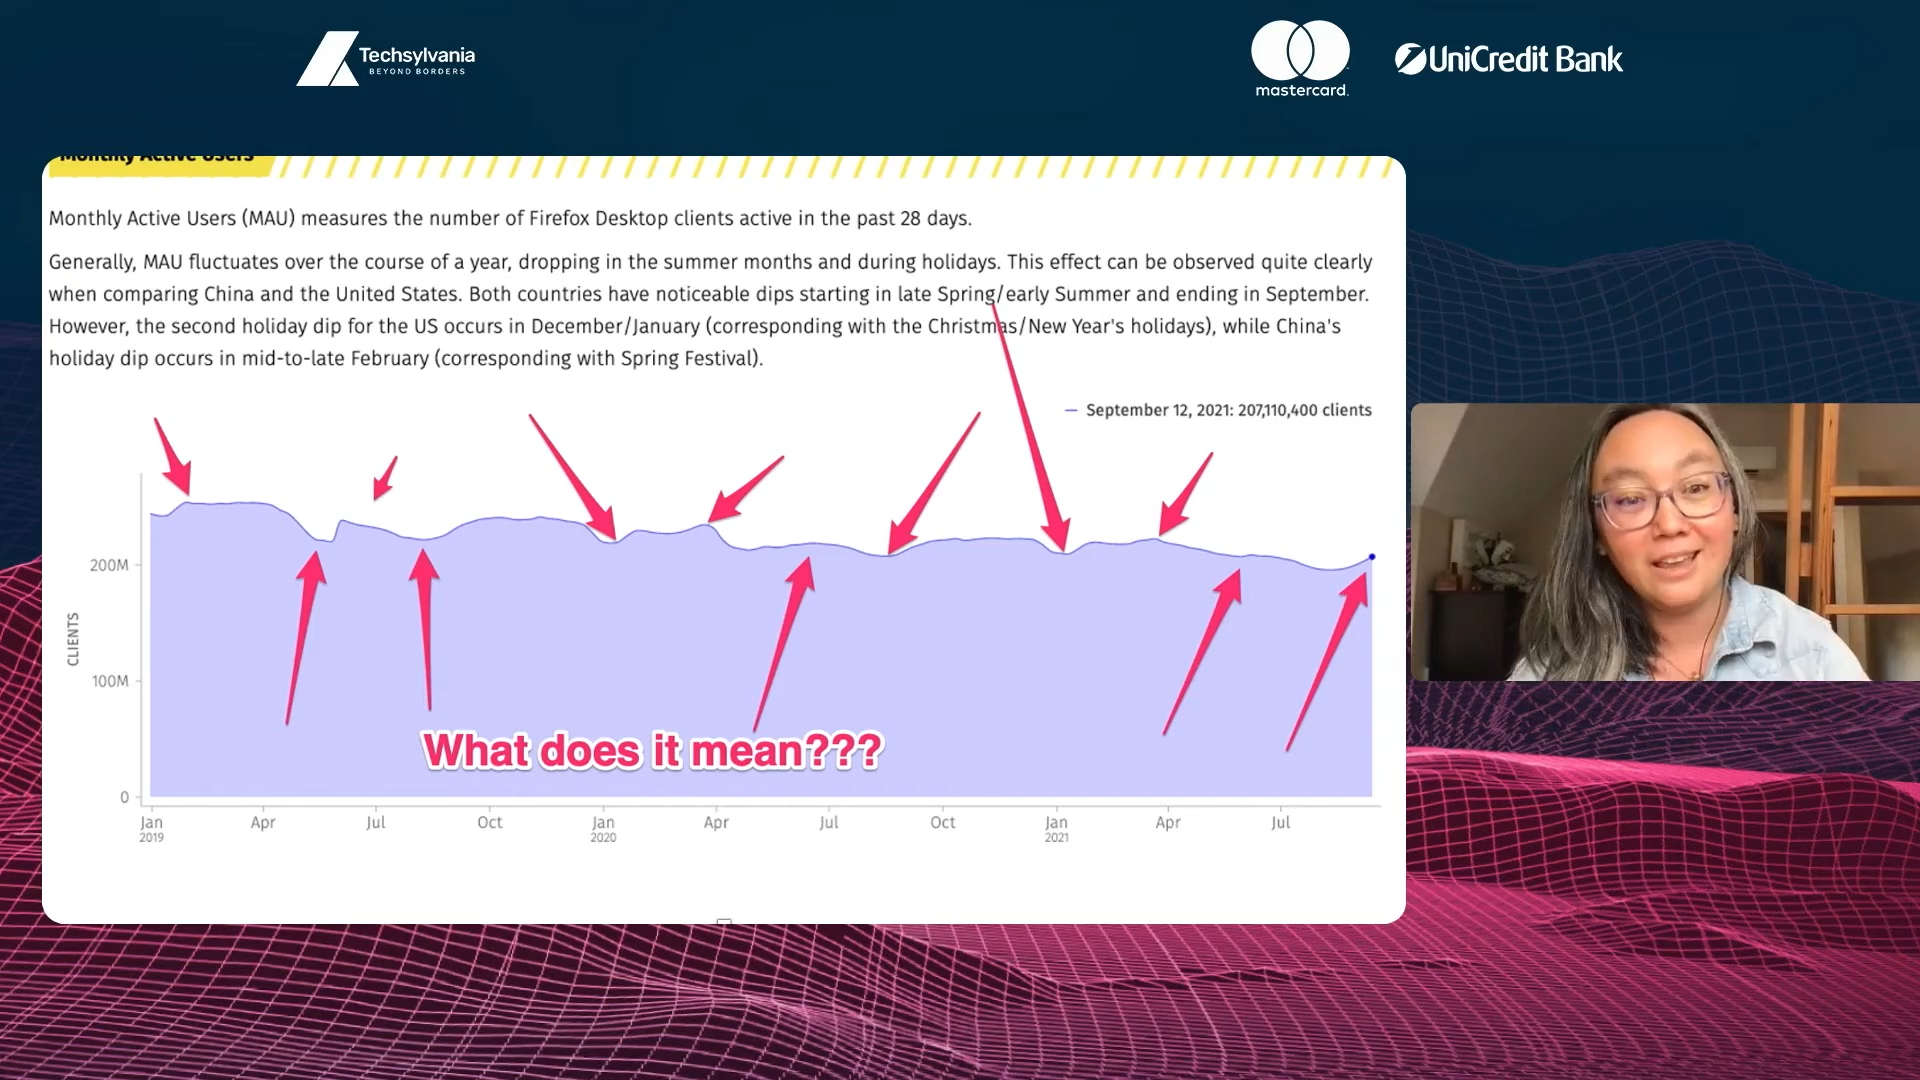 Techsylvania
BEYOND BORDERS
mastercard.
UniCredit Bank
Monthly Active Users
Monthly Active Users (MAU) measures the number of Firefox Desktop clients active in the past 28 days.
Generally, MAU fluctuates over the course of a year, dropping in the summer months and during holidays. This effect can be observed quite clearly
when comparing China and the United States. Both countries have noticeable dips starting in late Spring/early Summer and ending in September.
However, the second holiday dip for the US occurs in December/January (corresponding with the Christmas/New Year's holidays), while China's
holiday dip occurs in mid-to-late February (corresponding with Spring Festival).
September 12, 2021: 207,110,400 clients
CLIENTS
200M
100M
0
What does it mean???
Jan Apr Jul Oct Jan Apr Jul Oct Jan Apr Jul
2019 2020 2021